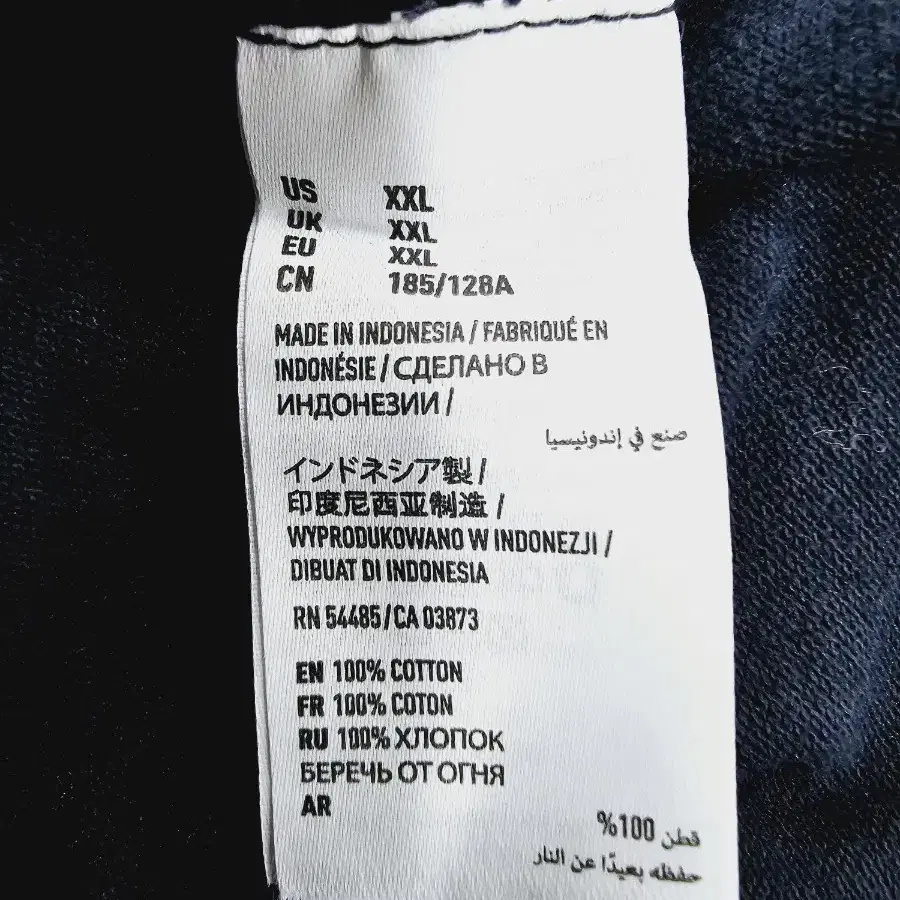 US XXL
UK XXL
EU XXL
CN 185/128A
MADE IN INDONESIA / FABRIQUÉ EN
INDONÉSIE / СДЕЛАНО В
ИНДОНЕЗИИ /
صنع في إندونيسيا
インドネシア製 /
印度尼西亚制造 /
WYPRODUKOWANO W INDONEZJI /
DIBUAT DI INDONESIA
RN 54485 / CA 03873
EN 100% COTTON
FR 100% COTON
RU 100% ХЛОПОК
БЕРЕЧЬ ОТ ОГНЯ
AR
قطن 100%
حفظه بعيدًا عن النار